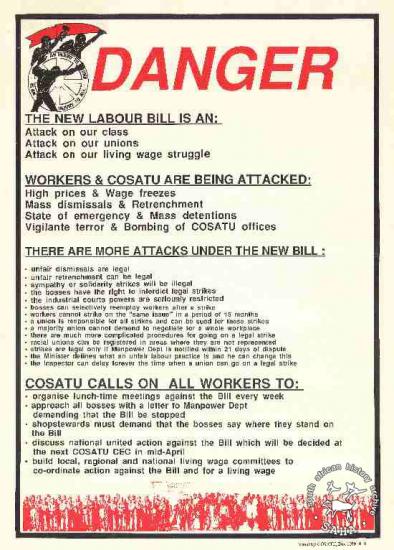 DANGER
THE NEW LABOUR BILL IS AN:
Attack on our class
Attack on our unions
Attack on our living wage struggle
WORKERS & COSATU ARE BEING ATTACKED:
High prices & Wage freezes
Mass dismissals & Retrenchment
State of emergency & Mass detentions
Vigilante terror & Bombing of COSATU offices
THERE ARE MORE ATTACKS UNDER THE NEW BILL :
- unfair dismissals are legal
- unfair retrenchment can be legal
- sympathy or solidarity strikes will be illegal
- the bosses have the right to interdict legal strikes
- the industrial courts powers are seriously restricted
- bosses can selectively reemploy workers after a strike
- workers cannot strike on the "same issue" in a period of 15 months
- a union is responsible for all strikes and can be sued for these strikes
- a majority union cannot demand to negotiate for a whole workplace
- there are much more complicated procedures for going on a legal strike
- racial unions can be registered in areas where they are not represented
- strikes are legal only if Manpower Dept is notified within 21 days of dispute
- the Minister defines what an unfair labour practice is and he can change this
- the Inspector can delay forever the time when a union can go on a legal strike
COSATU CALLS ON ALL WORKERS TO:
- organise lunch-time meetings against the Bill every week
- approach all bosses with a letter to Manpower Dept
demanding that the Bill be stopped
- shopstewards must demand that the bosses say where they stand on
the Bill
- discuss national united action against the Bill which will be decided at
the next COSATU CEC in mid-April
- build local, regional and national living wage committees to
co-ordinate action against the Bill and for a living wage
south african history archive